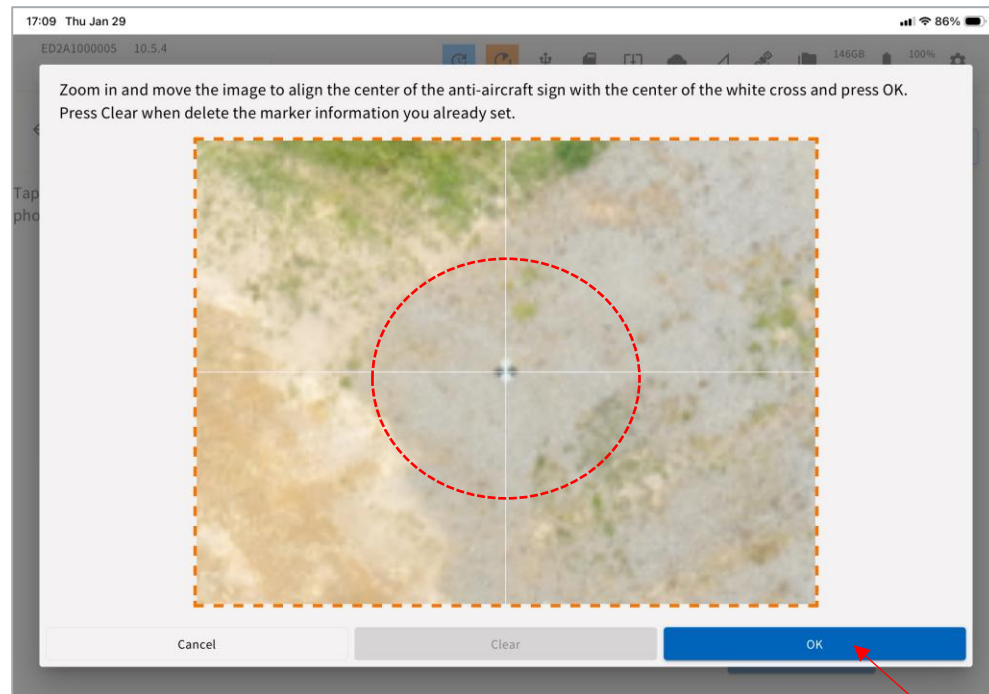 17:09 Thu Jan 29
86%
ED2A1000005 10.5.4
146GB
100%
Zoom in and move the image to align the center of the anti-aircraft sign with the center of the white cross and press OK.
Press Clear when delete the marker information you already set.
Tap
pho
Cancel
Clear
OK